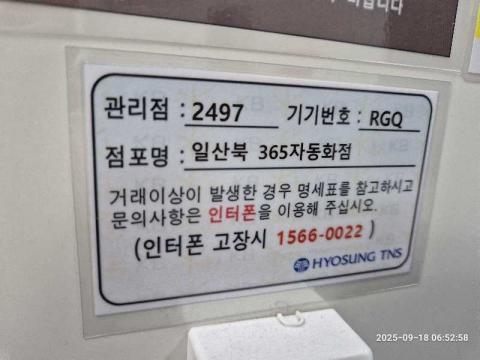 됩니다
관리점 : 2497 기기번호 : RGQ
점포명 : 일산북 365자동화점
거래이상이 발생한 경우 명세표를 참고하시고
문의사항은 인터폰을 이용해 주십시오.
(인터폰 고장시 1566-0022 )
HYOSUNG TNS
2025-09-18 06:52:58